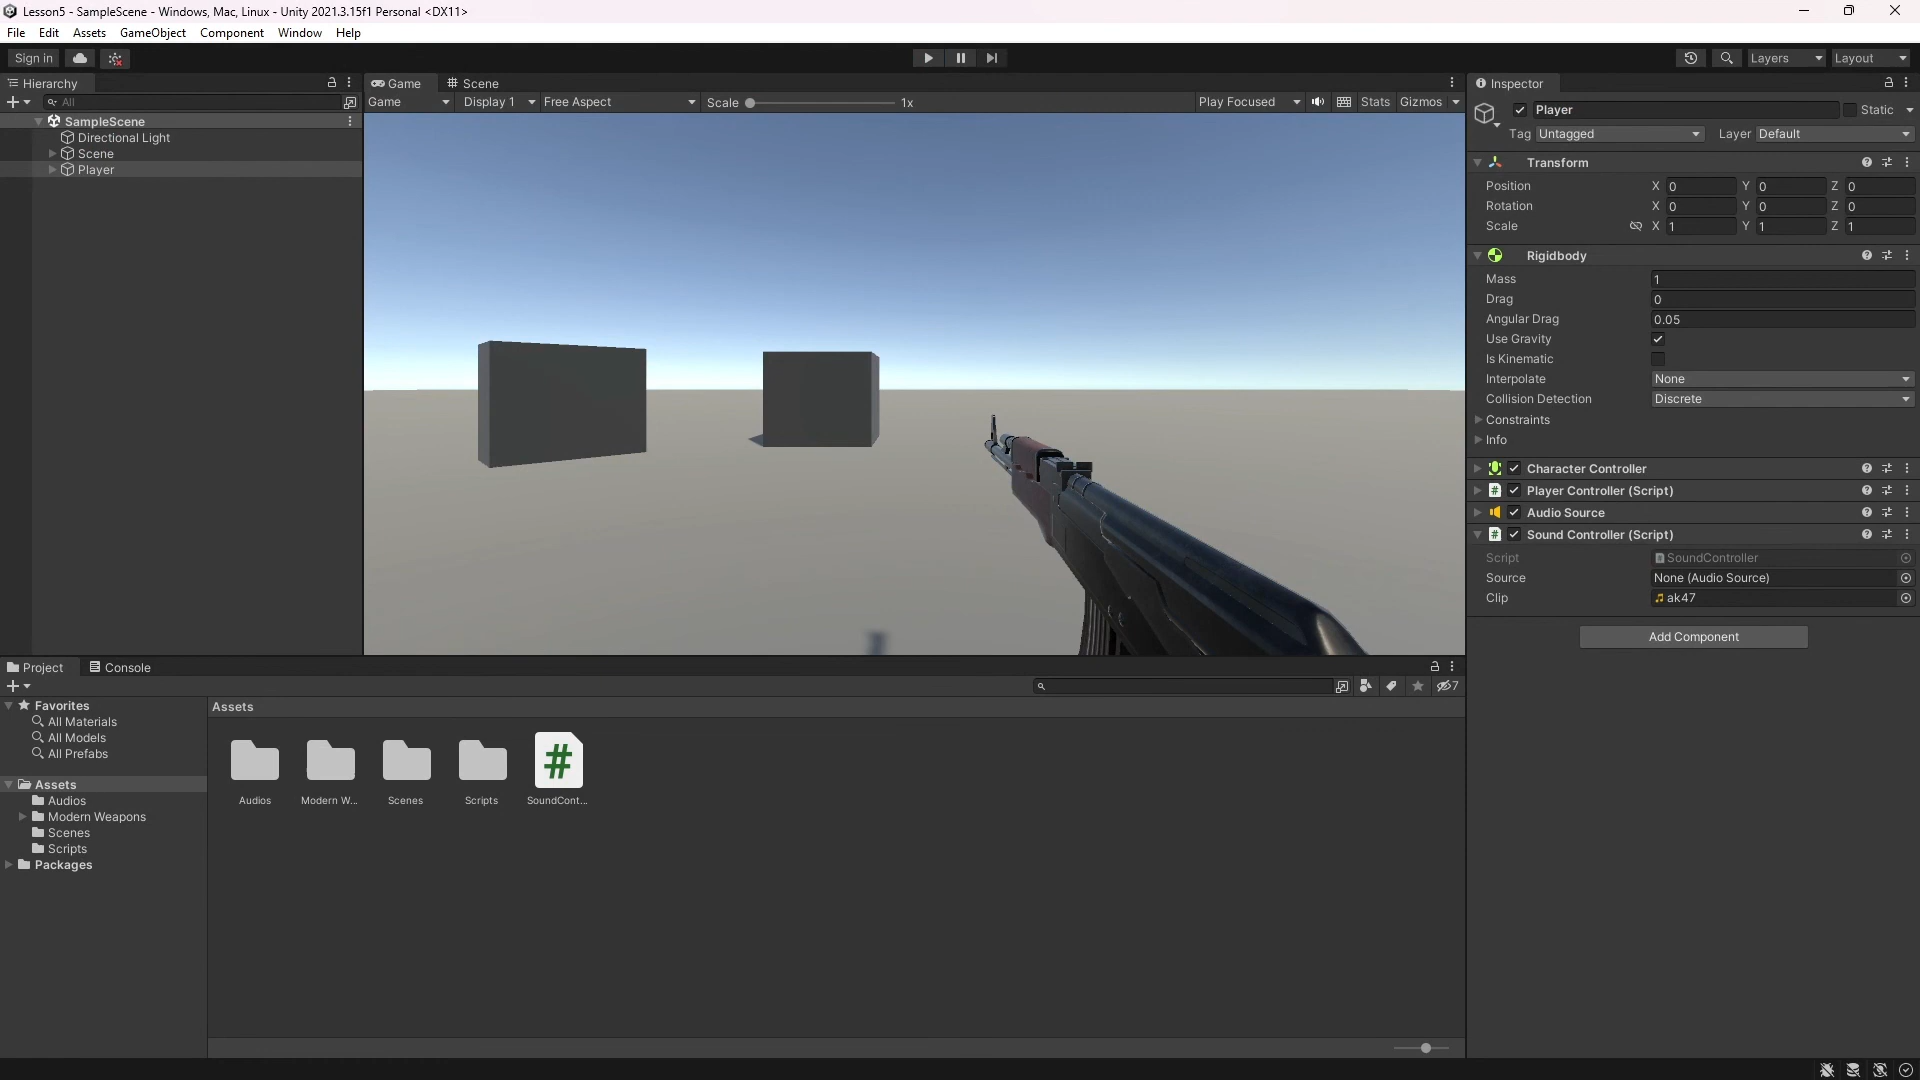 Lesson5 - SampleScene - Windows, Mac, Linux - Unity 2021.3.15f1 Personal <DX11>
File Edit Assets GameObject Component Window Help
Sign in
Layers
Layout
Hierarchy
All
SampleScene
Directional Light
Scene
Player
Game
Scene
Game
Display 1
Free Aspect
Scale
1x
Play Focused
Stats
Gizmos
Inspector
Player
Static
Tag Untagged
Layer Default
Transform
Position X 0 Y 0 Z 0
Rotation X 0 Y 0 Z 0
Scale X 1 Y 1 Z 1
Rigidbody
Mass 1
Drag 0
Angular Drag 0.05
Use Gravity
Is Kinematic
Interpolate None
Collision Detection Discrete
Constraints
Info
Character Controller
Player Controller (Script)
Audio Source
Sound Controller (Script)
Script SoundController
Source None (Audio Source)
Clip ak47
Add Component
Project
Console
7
Favorites
All Materials
All Models
All Prefabs
Assets
Audios
Modern Weapons
Scenes
Scripts
Packages
Assets
Audios
Modern W...
Scenes
Scripts
SoundCont...